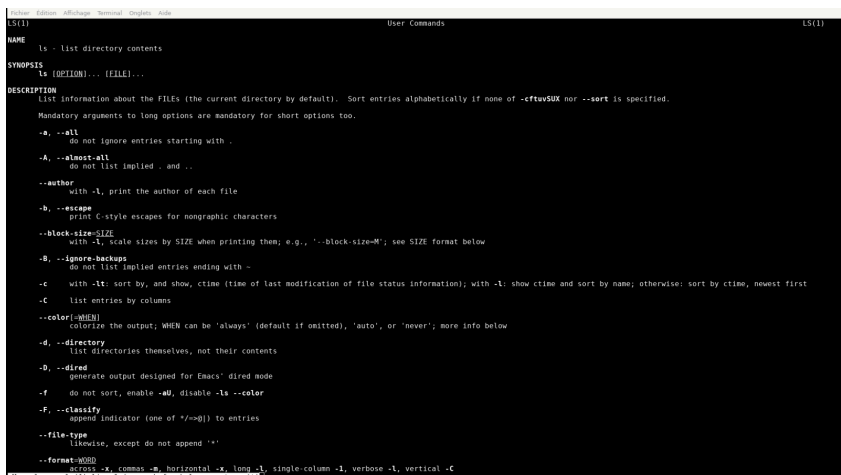 Fichier Edition Affichage Terminal Onglets Aide
LS(1) User Commands LS(1)
NAME
ls - list directory contents
SYNOPSIS
ls [OPTION]... [FILE]...
DESCRIPTION
List information about the FILEs (the current directory by default). Sort entries alphabetically if none of -cftuvSUX nor --sort is specified.
Mandatory arguments to long options are mandatory for short options too.
-a, --all
do not ignore entries starting with .
-A, --almost-all
do not list implied . and ..
--author
with -l, print the author of each file
-b, --escape
print C-style escapes for nongraphic characters
--block-size=SIZE
with -l, scale sizes by SIZE when printing them; e.g., '--block-size=M'; see SIZE format below
-B, --ignore-backups
do not list implied entries ending with ~
-c with -lt: sort by, and show, ctime (time of last modification of file status information); with -l: show ctime and sort by name; otherwise: sort by ctime, newest first
-C list entries by columns
--color[=WHEN]
colorize the output; WHEN can be 'always' (default if omitted), 'auto', or 'never'; more info below
-d, --directory
list directories themselves, not their contents
-D, --dired
generate output designed for Emacs' dired mode
-f do not sort, enable -aU, disable -ls --color
-F, --classify
append indicator (one of */=>@|) to entries
--file-type
likewise, except do not append '*'
--format=WORD
across -x, commas -m, horizontal -x, long -l, single-column -1, verbose -l, vertical -C